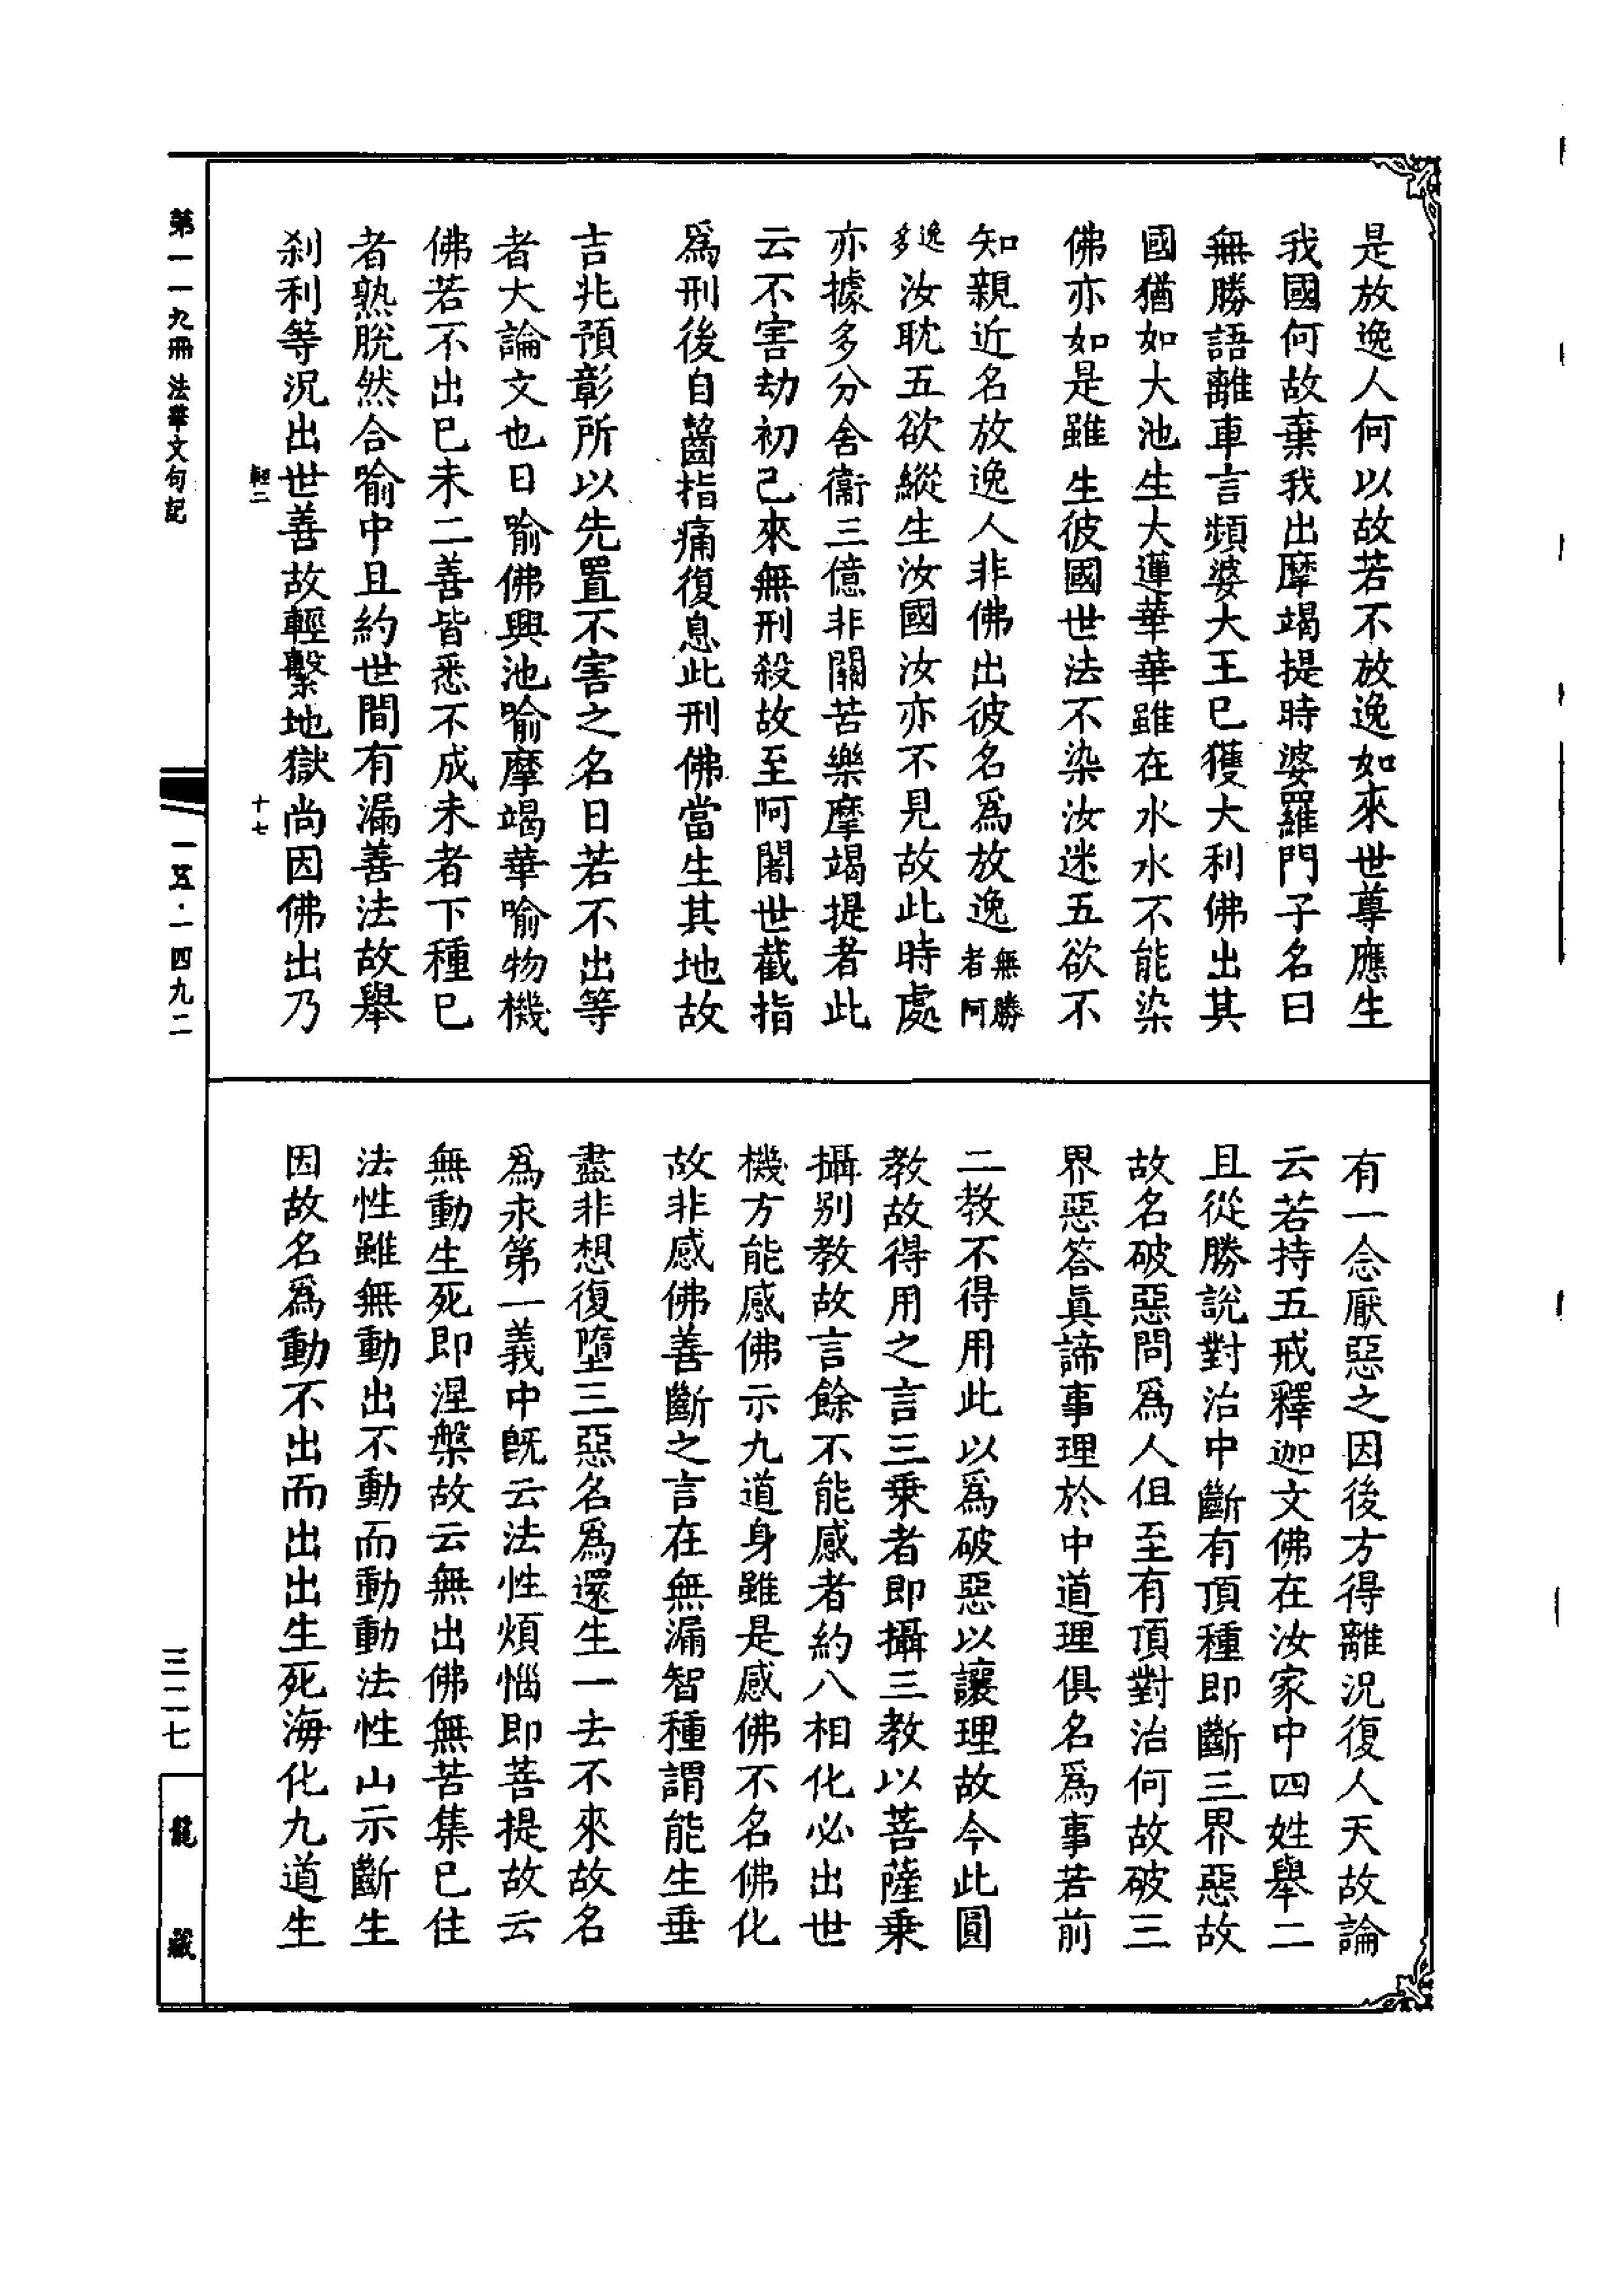 是放逸人何以故若不放逸如來世尊應生
我國何故棄我出摩竭提時婆羅門子名曰
無勝語離車言頻婆大王已獲大利佛出其
國猶如大池生大蓮華華雖在水水不能染
佛亦如是雖生彼國世法不染汝迷五欲不
知親近名放逸人非佛出彼名爲放逸無勝者阿
逸多汝耽五欲縱生汝國汝亦不見故此時處
亦據多分舍衞三億非關苦樂摩竭提者此
云不害劫初已來無刑殺故至阿闍世截指
爲刑後自齧指痛復息此刑佛當生其地故
吉兆預彰所以先置不害之名日若不出等
者大論文也日喻佛興池喻摩竭華喻物機
佛若不出已未二善皆悉不成未者下種已
者熟脫然合喻中且約世間有漏善法故舉
刹利等況出世善故輕繫地獄尚因佛出乃
有一念厭惡之因後方得離況復人天故論
云若持五戒釋迦文佛在汝家中四姓舉二
且從勝說對治中斷有頂種即斷三界惡故
故名破惡問爲人但至有頂對治何故破三
界惡答眞諦事理於中道理俱名爲事若前
二教不得用此以爲破惡以讓理故今此圓
教故得用之言三乗者即攝三教以菩薩乗
攝別教故言餘不能感者約八相化必出世
機方能感佛示九道身雖是感佛不名佛化
故非感佛善斷之言在無漏智種謂能生垂
盡非想復墮三惡名爲還生一去不來故名
爲永第一義中旣云法性煩惱即菩提故云
無動生死即涅槃故云無出佛無苦集已住
法性雖無動出不動而動動法性山示斷生
因故名爲動不出而出出生死海化九道生
輕二
十七
第一一九冊 法華文句記
一五·一四九二
三二七
龍藏